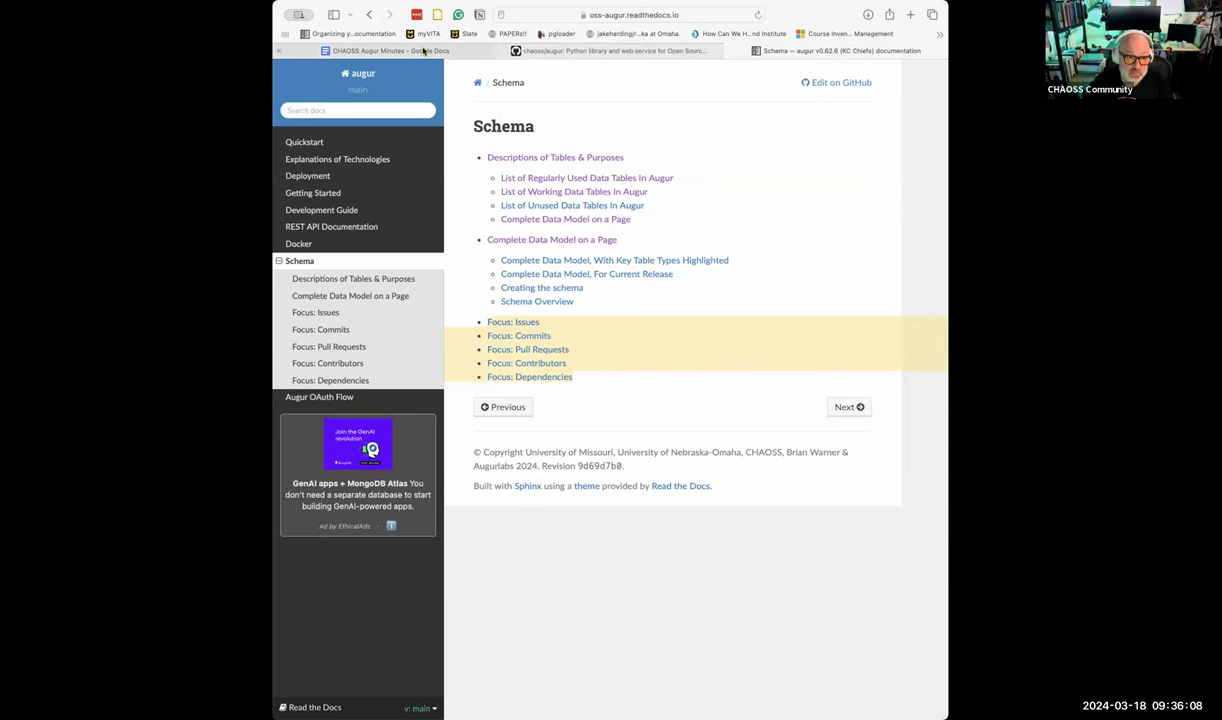 oss-augur.readthedocs.io
Organizing y...ocumentation
myVITA
Slate
PAPERs!!
pgloader
jakeharding/r...ka at Omaha.
How Can We H...nd Institute
Course Inven... Management
CHAOSS Augur Minutes - Google Docs
chaoss/augur: Python library and web service for Open Sourc...
Schema — augur v0.62.6 (KC Chiefs) documentation
augur
main
Search docs
Quickstart
Explanations of Technologies
Deployment
Getting Started
Development Guide
REST API Documentation
Docker
Schema
Descriptions of Tables & Purposes
Complete Data Model on a Page
Focus: Issues
Focus: Commits
Focus: Pull Requests
Focus: Contributors
Focus: Dependencies
Augur OAuth Flow
Join the GenAI
revolution
GenAI apps + MongoDB Atlas You
don't need a separate database to start
building GenAI-powered apps.
Ad by EthicalAds
Read the Docs
v: main
/ Schema
Edit on GitHub
Schema
Descriptions of Tables & Purposes
List of Regularly Used Data Tables In Augur
List of Working Data Tables In Augur
List of Unused Data Tables In Augur
Complete Data Model on a Page
Complete Data Model on a Page
Complete Data Model, With Key Table Types Highlighted
Complete Data Model, For Current Release
Creating the schema
Schema Overview
Focus: Issues
Focus: Commits
Focus: Pull Requests
Focus: Contributors
Focus: Dependencies
Previous
Next
© Copyright University of Missouri, University of Nebraska-Omaha, CHAOSS, Brian Warner &
Augurlabs 2024. Revision 9d69d7b0.
Built with Sphinx using a theme provided by Read the Docs.
CHAOSS Community
2024-03-18 09:36:08